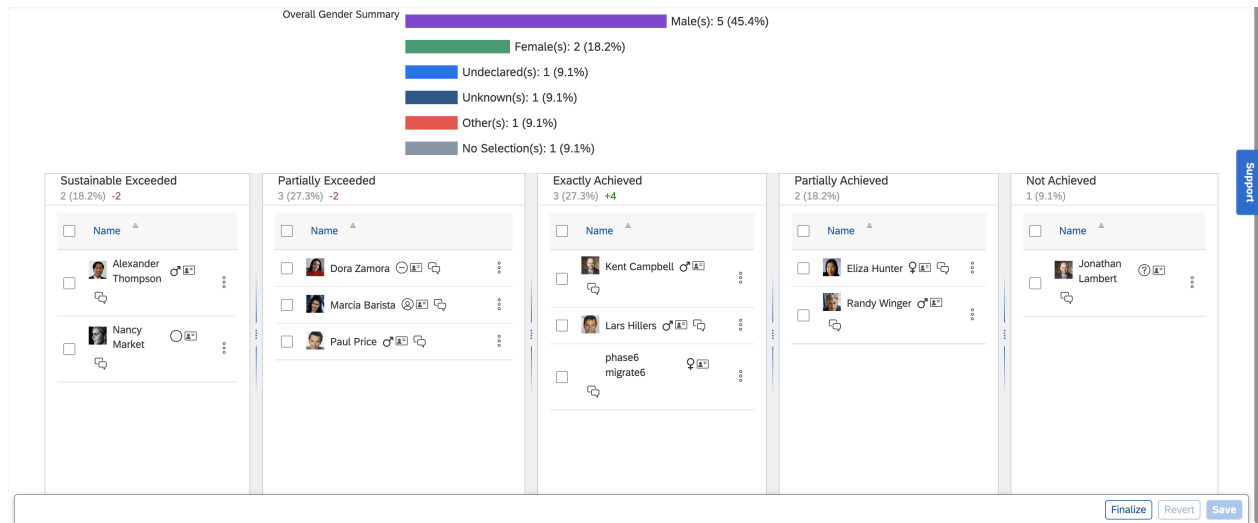 Overall Gender Summary
Male(s): 5 (45.4%)
Female(s): 2 (18.2%)
Undeclared(s): 1 (9.1%)
Unknown(s): 1 (9.1%)
Other(s): 1 (9.1%)
No Selection(s): 1 (9.1%)
Support
Sustainable Exceeded
2 (18.2%) -2
Name
Alexander
Thompson
Nancy
Market
Partially Exceeded
3 (27.3%) -2
Name
Dora Zamora
Marcia Barista
Paul Price
Exactly Achieved
3 (27.3%) +4
Name
Kent Campbell
Lars Hillers
phase6
migrate6
Partially Achieved
2 (18.2%)
Name
Eliza Hunter
Randy Winger
Not Achieved
1 (9.1%)
Name
Jonathan
Lambert
Finalize Revert Save